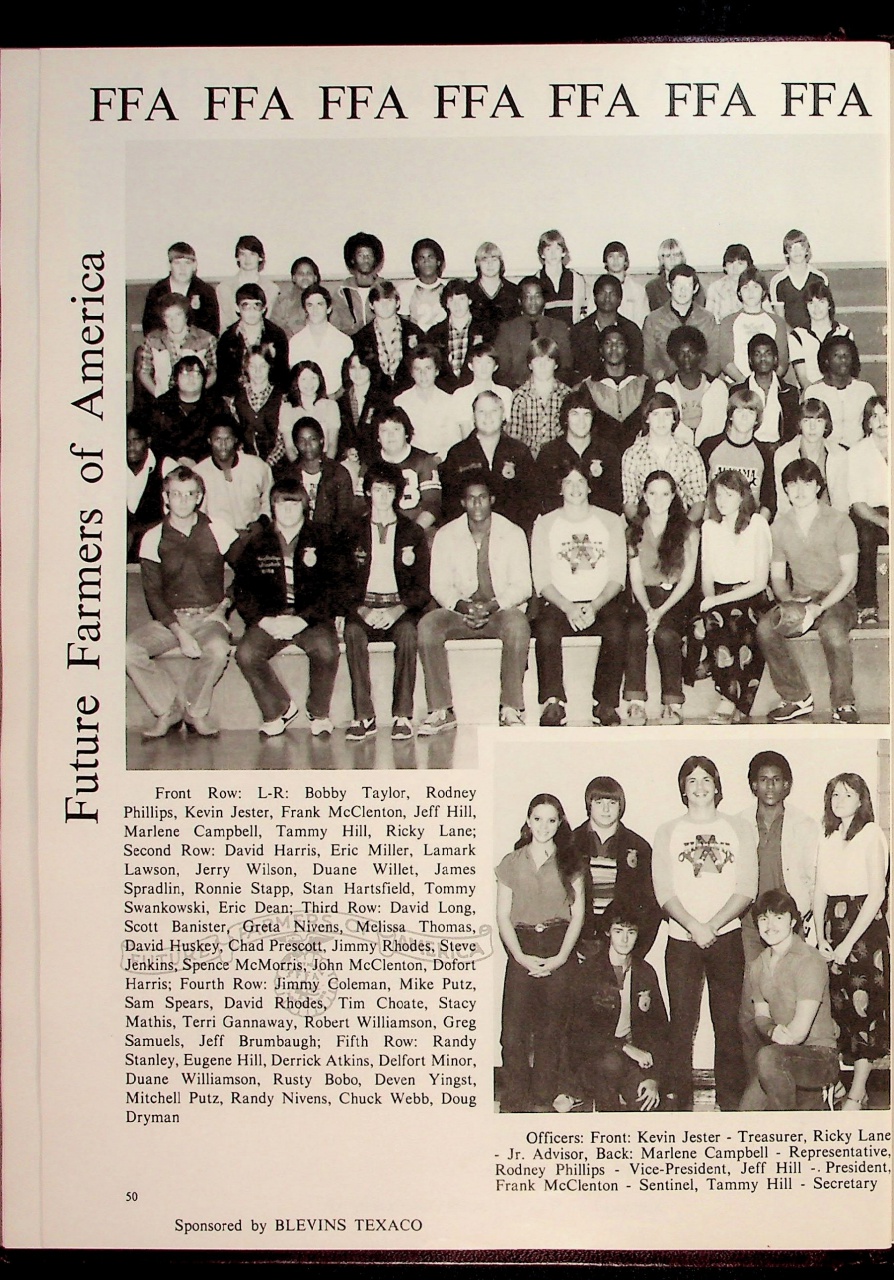 FFA FFA FFA FFA FFA FFA FFA
Future Farmers of America
Front Row: L-R: Bobby Taylor, Rodney
Phillips, Kevin Jester, Frank McClenton, Jeff Hill,
Marlene Campbell, Tammy Hill, Ricky Lane;
Second Row: David Harris, Eric Miller, Lamark
Lawson, Jerry Wilson, Duane Willet, James
Spradlin, Ronnie Stapp, Stan Hartsfield, Tommy
Swankowski, Eric Dean; Third Row: David Long,
Scott Banister, Greta Nivens, Melissa Thomas,
David Huskey, Chad Prescott, Jimmy Rhodes, Steve
Jenkins, Spence McMorris, John McClenton, Dofort
Harris; Fourth Row: Jimmy Coleman, Mike Putz,
Sam Spears, David Rhodes, Tim Choate, Stacy
Mathis, Terri Gannaway, Robert Williamson, Greg
Samuels, Jeff Brumbaugh; Fifth Row: Randy
Stanley, Eugene Hill, Derrick Atkins, Delfort Minor,
Duane Williamson, Rusty Bobo, Deven Yingst,
Mitchell Putz, Randy Nivens, Chuck Webb, Doug
Dryman
FUTURE FARMERS OF AMERICA
Officers: Front: Kevin Jester - Treasurer, Ricky Lane
- Jr. Advisor, Back: Marlene Campbell - Representative,
Rodney Phillips - Vice-President, Jeff Hill -. President,
Frank McClenton - Sentinel, Tammy Hill - Secretary
50
Sponsored by BLEVINS TEXACO